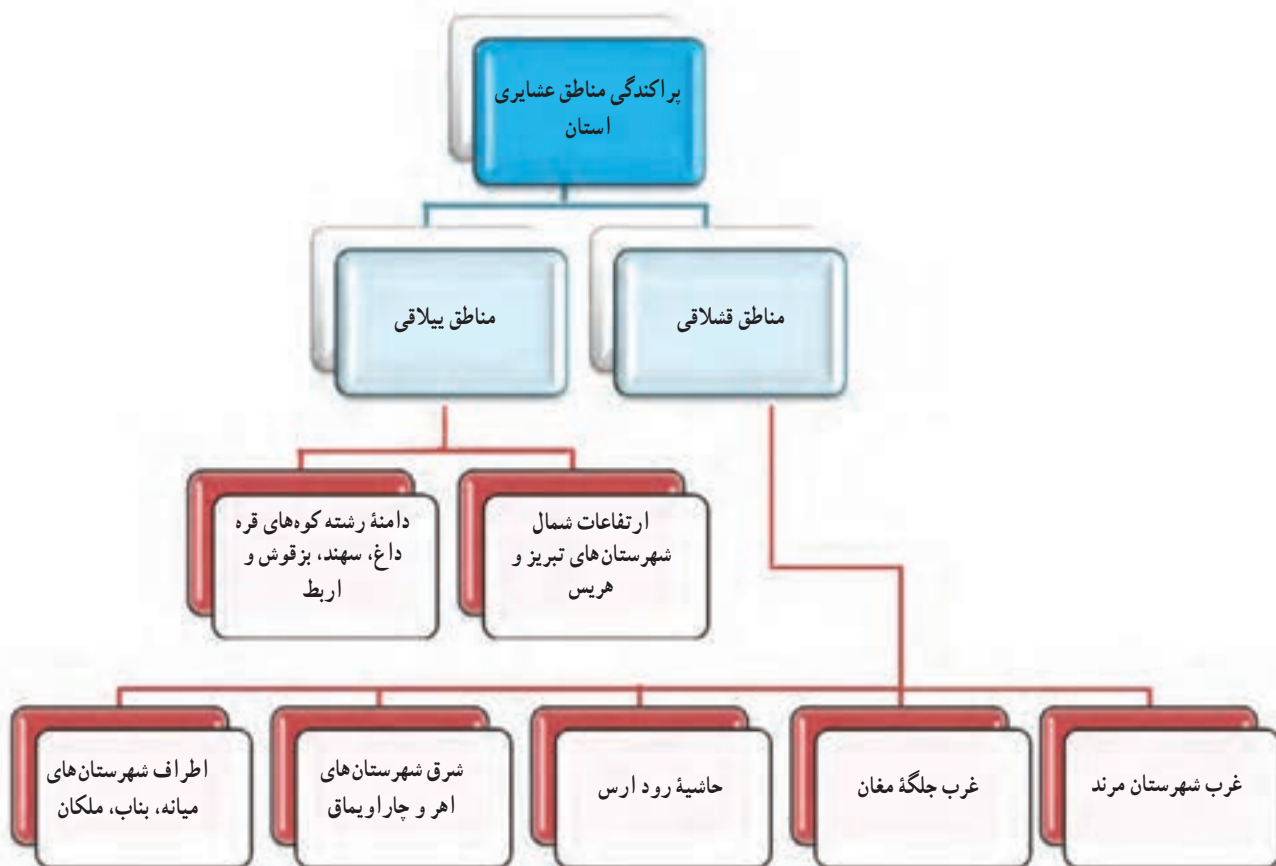 پراکندگی مناطق عشایری
استان
مناطق قشلاقی
مناطق ییلاقی
ارتفاعات شمال
شهرستان‌های تبریز و
هریس
دامنهٔ رشته کوه‌های قره
داغ، سهند، بزقوش و
اربط
غرب شهرستان مرند
غرب جلگهٔ مغان
حاشیهٔ رود ارس
شرق شهرستان‌های
اهر و چاراویماق
اطراف شهرستان‌های
میانه، بناب، ملکان